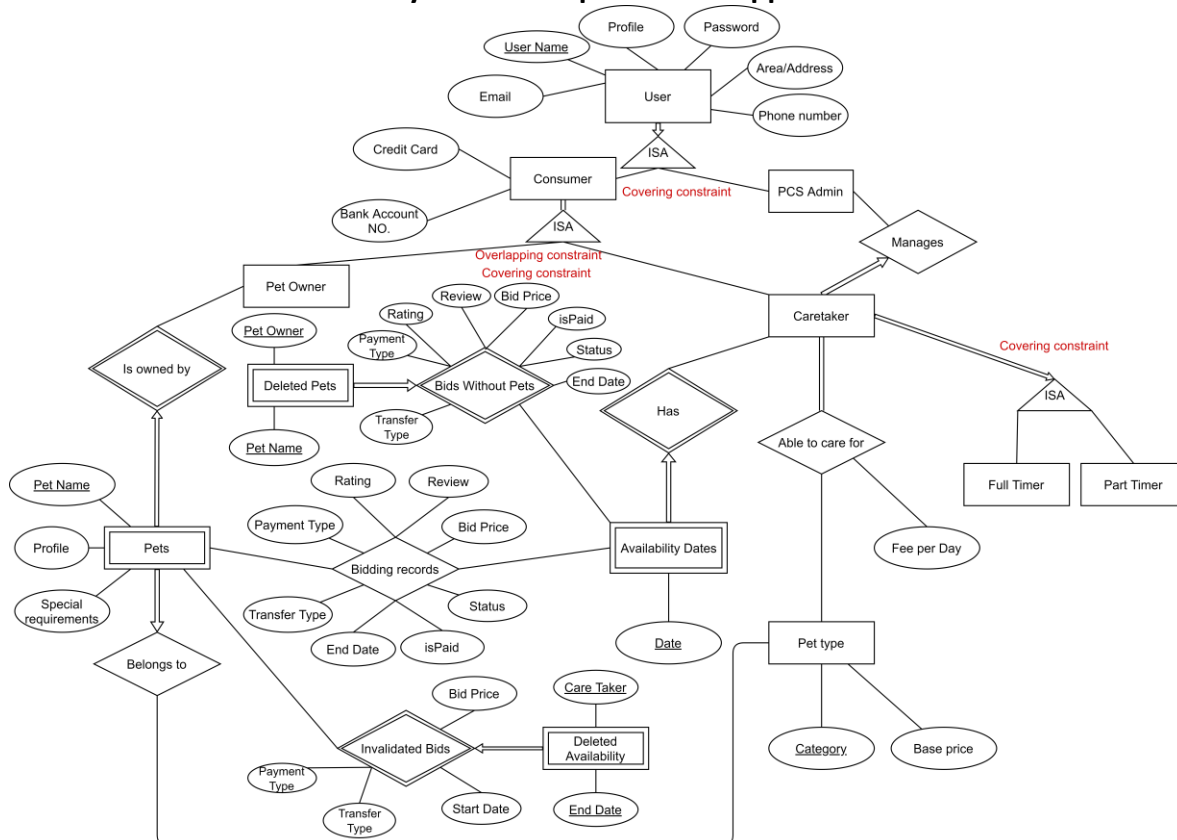 Profile
Password
User Name
Area/Address
User
Email
Phone number
ISA
Credit Card
Consumer
Covering constraint
PCS Admin
Bank Account
NO.
ISA
Manages
Overlapping constraint
Covering constraint
Pet Owner
Review
Bid Price
Rating
isPaid
Caretaker
Pet Owner
Payment
Type
Status
Covering constraint
Is owned by
Deleted Pets
Bids Without Pets
End Date
ISA
Has
Transfer
Type
Able to care for
Pet Name
Full Timer
Part Timer
Pet Name
Rating
Review
Payment Type
Bid Price
Profile
Pets
Bidding records
Availability Dates
Fee per Day
Special
requirements
Transfer Type
Status
End Date
isPaid
Date
Pet type
Belongs to
Bid Price
Care Taker
Invalidated Bids
Deleted
Availability
Category
Base price
Payment
Type
Transfer
Type
Start Date
End Date